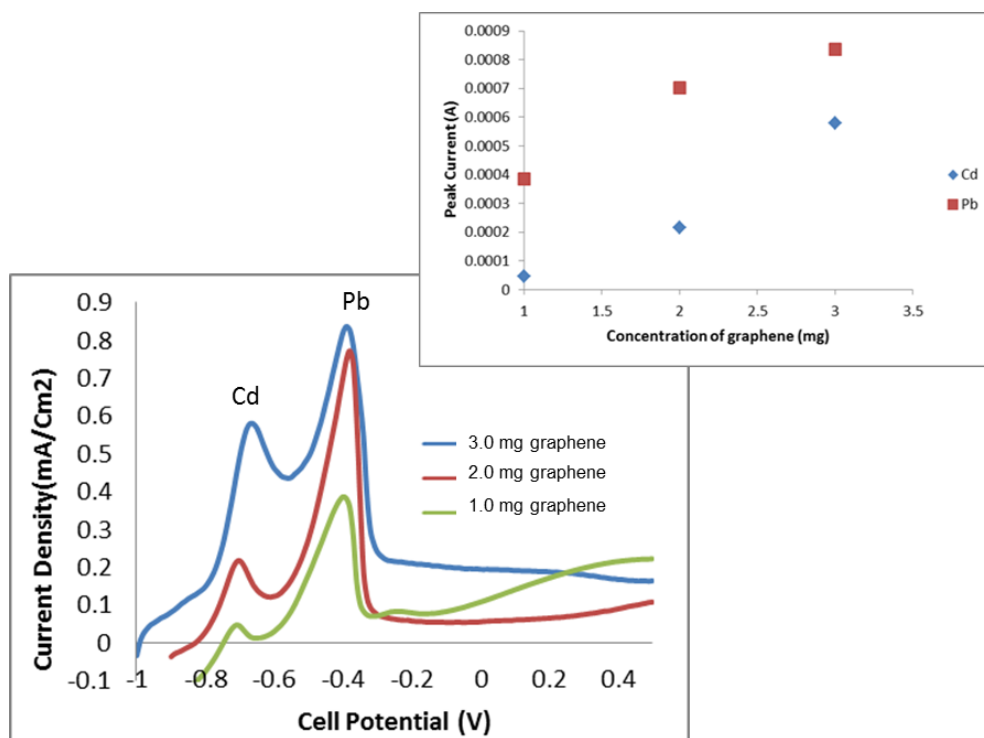 0.0009
0.0008
0.0007
0.0006
0.0005
0.0004
0.0003
0.0002
0.0001
0
Peak Current (A)
1 1.5 2 2.5 3 3.5
Concentration of graphene (mg)
Cd
Pb
0.9
0.8
0.7
0.6
0.5
0.4
0.3
0.2
0.1
0
-0.1
Current Density(mA/Cm2)
Cd
Pb
3.0 mg graphene
2.0 mg graphene
1.0 mg graphene
-1 -0.8 -0.6 -0.4 -0.2 0 0.2 0.4
Cell Potential (V)